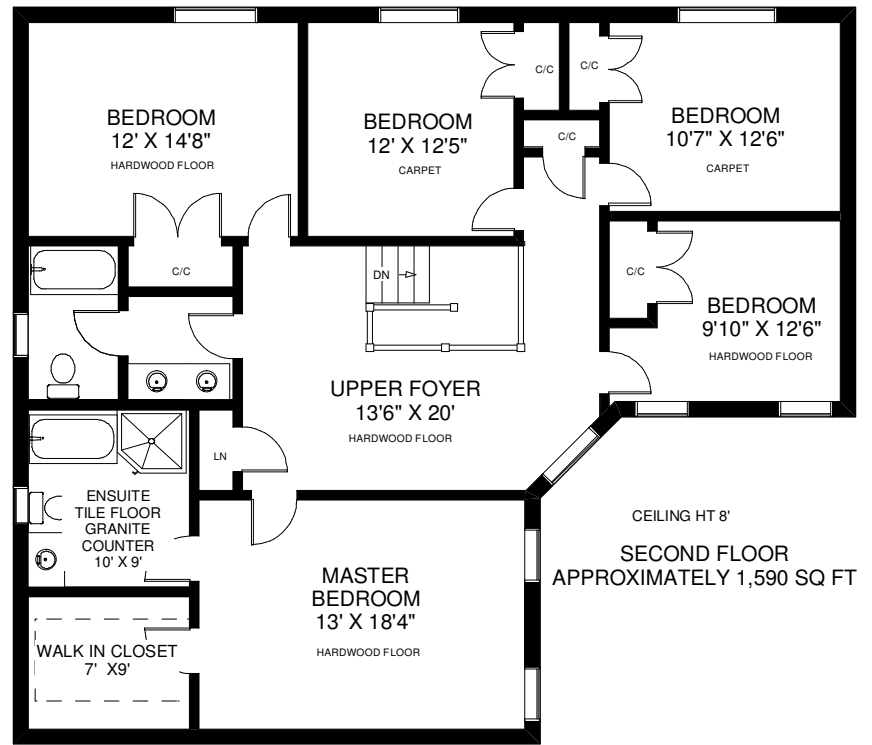 BEDROOM
12' X 14'8"
HARDWOOD FLOOR
BEDROOM
12' X 12'5"
CARPET
C/C
C/C
C/C
BEDROOM
10'7" X 12'6"
CARPET
C/C
DN
C/C
BEDROOM
9'10" X 12'6"
HARDWOOD FLOOR
UPPER FOYER
13'6" X 20'
HARDWOOD FLOOR
LN
ENSUITE
TILE FLOOR
GRANITE
COUNTER
10' X 9'
CEILING HT 8'
SECOND FLOOR
APPROXIMATELY 1,590 SQ FT
MASTER
BEDROOM
13' X 18'4"
HARDWOOD FLOOR
WALK IN CLOSET
7' X9'